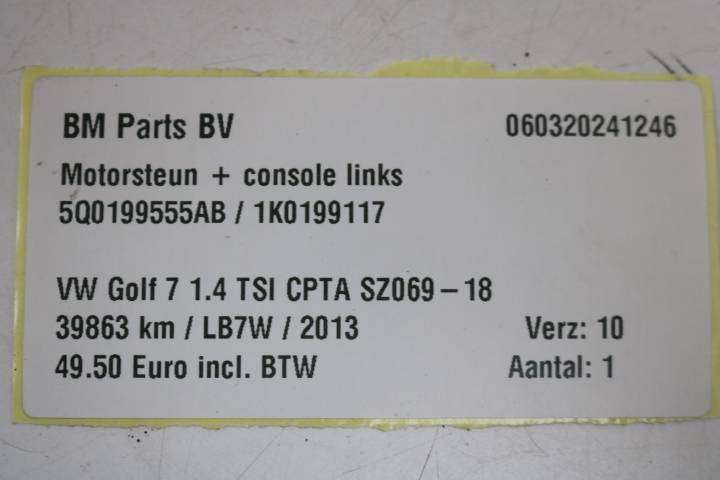 BM Parts BV 060320241246
Motorsteun + console links
5Q0199555AB / 1K0199117
VW Golf 7 1.4 TSI CPTA SZ069-18
39863 km / LB7W / 2013 Verz: 10
49.50 Euro incl. BTW Aantal: 1